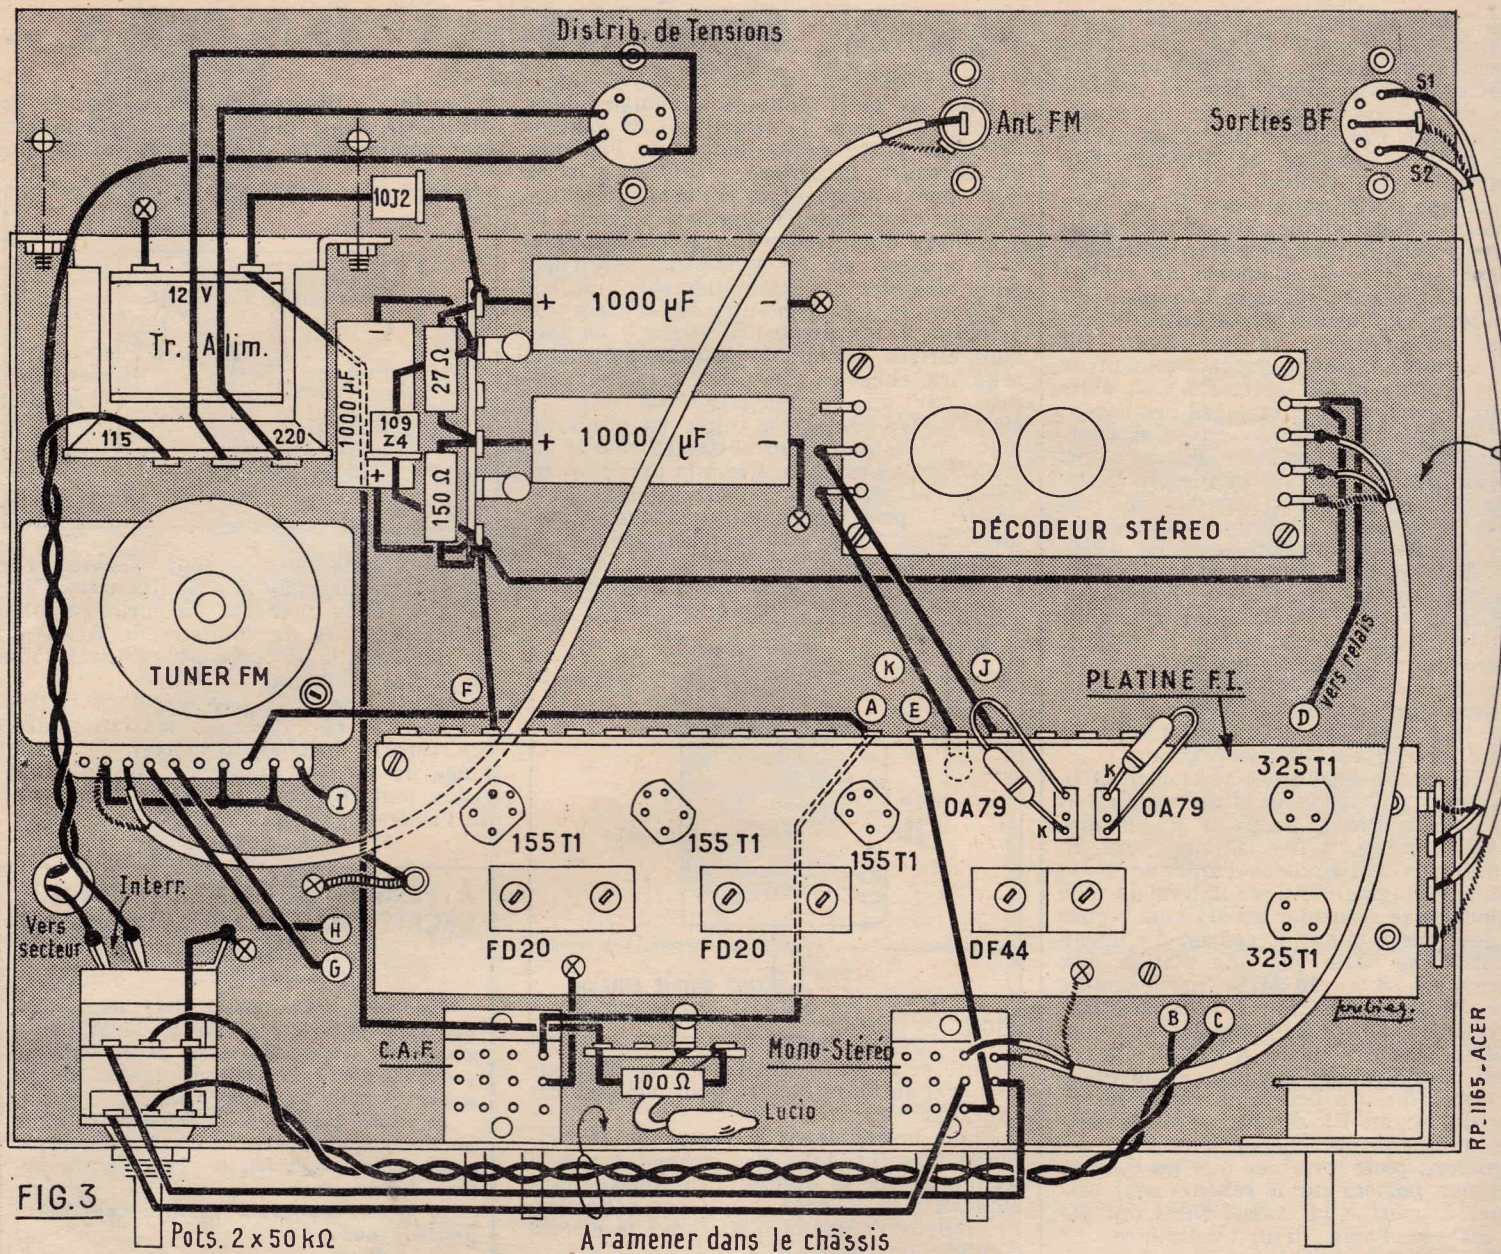 Distrib. de Tensions
Ant. FM
Sorties BF
S1
S2
10J2
12 V
Tr. Alim.
115
220
1000 µF
27 Ω
109
Z4
150 Ω
+ 1000 µF -
+ 1000 µF -
-
+
DÉCODEUR STÉREO
TUNER FM
F
K
J
A
E
PLATINE F.I.
D
Vers relais
I
155 T1
155 T1
155 T1
OA79
K
K
OA79
325 T1
325 T1
Interr.
Vers
secteur
H
G
FD20
FD20
DF44
B
C
C.A.F.
100 Ω
Lucio
Mono-Stéréo
RP. 1165 - ACER
FIG.3
Pots. 2 x 50 kΩ
A ramener dans le châssis